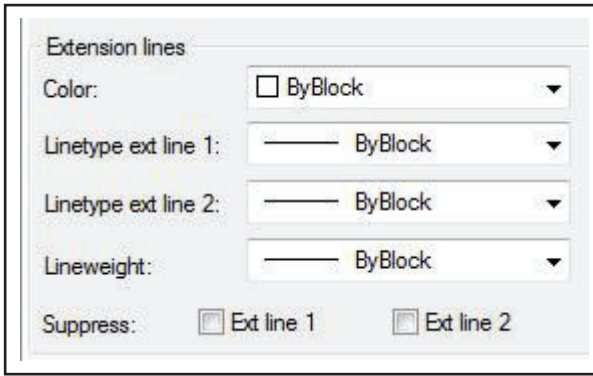 Extension lines
Color: ByBlock
Linetype ext line 1: ByBlock
Linetype ext line 2: ByBlock
Lineweight: ByBlock
Suppress: Ext line 1 Ext line 2